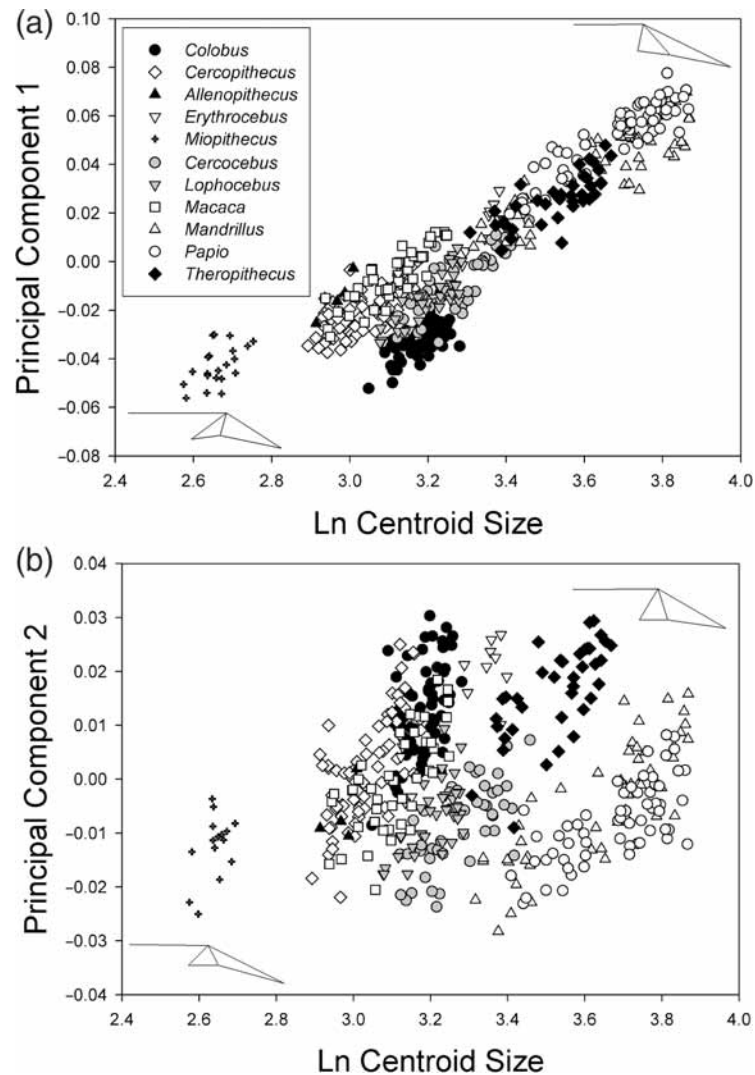 (a)
0.10
0.08
0.06
0.04
0.02
0.00
–0.02
–0.04
–0.06
–0.08
Principal Component 1
Colobus
Cercopithecus
Allenopithecus
Erythrocebus
Miopithecus
Cercocebus
Lophocebus
Macaca
Mandrillus
Papio
Theropithecus
2.4 2.6 2.8 3.0 3.2 3.4 3.6 3.8 4.0
Ln Centroid Size
(b)
0.04
0.03
0.02
0.01
0.00
–0.01
–0.02
–0.03
–0.04
Principal Component 2
2.4 2.6 2.8 3.0 3.2 3.4 3.6 3.8 4.0
Ln Centroid Size